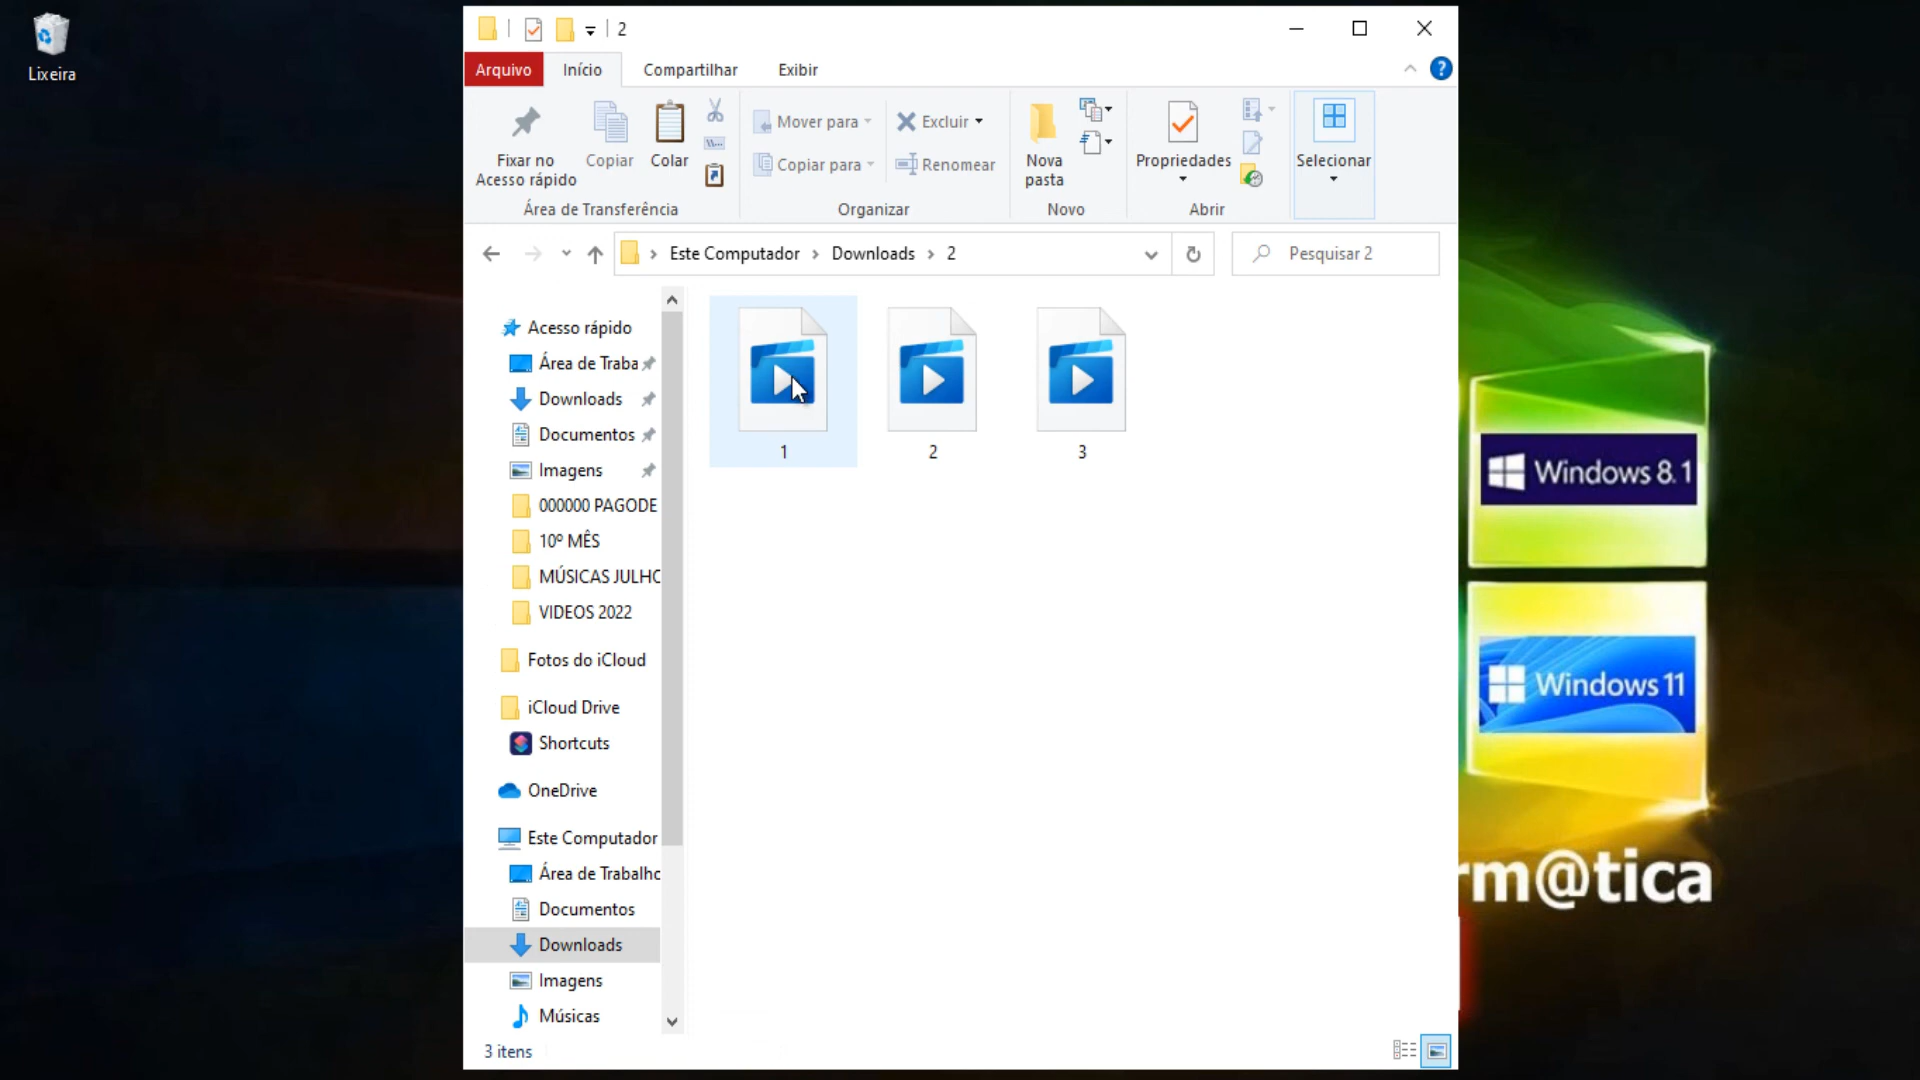 Lixeira
2
Arquivo Início Compartilhar Exibir
Fixar no
Acesso rápido
Copiar
Colar
Mover para
Copiar para
Excluir
Renomear
Nova
pasta
Propriedades
Selecionar
Área de Transferência
Organizar
Novo
Abrir
Este Computador Downloads 2
Pesquisar 2
Acesso rápido
Área de Traba
Downloads
Documentos
Imagens
000000 PAGODE
10º MÊS
MÚSICAS JULHO
VIDEOS 2022
Fotos do iCloud
iCloud Drive
Shortcuts
OneDrive
Este Computador
Área de Trabalho
Documentos
Downloads
Imagens
Músicas
1 2 3
3 itens
Windows 8.1
Windows 11
rm@tica